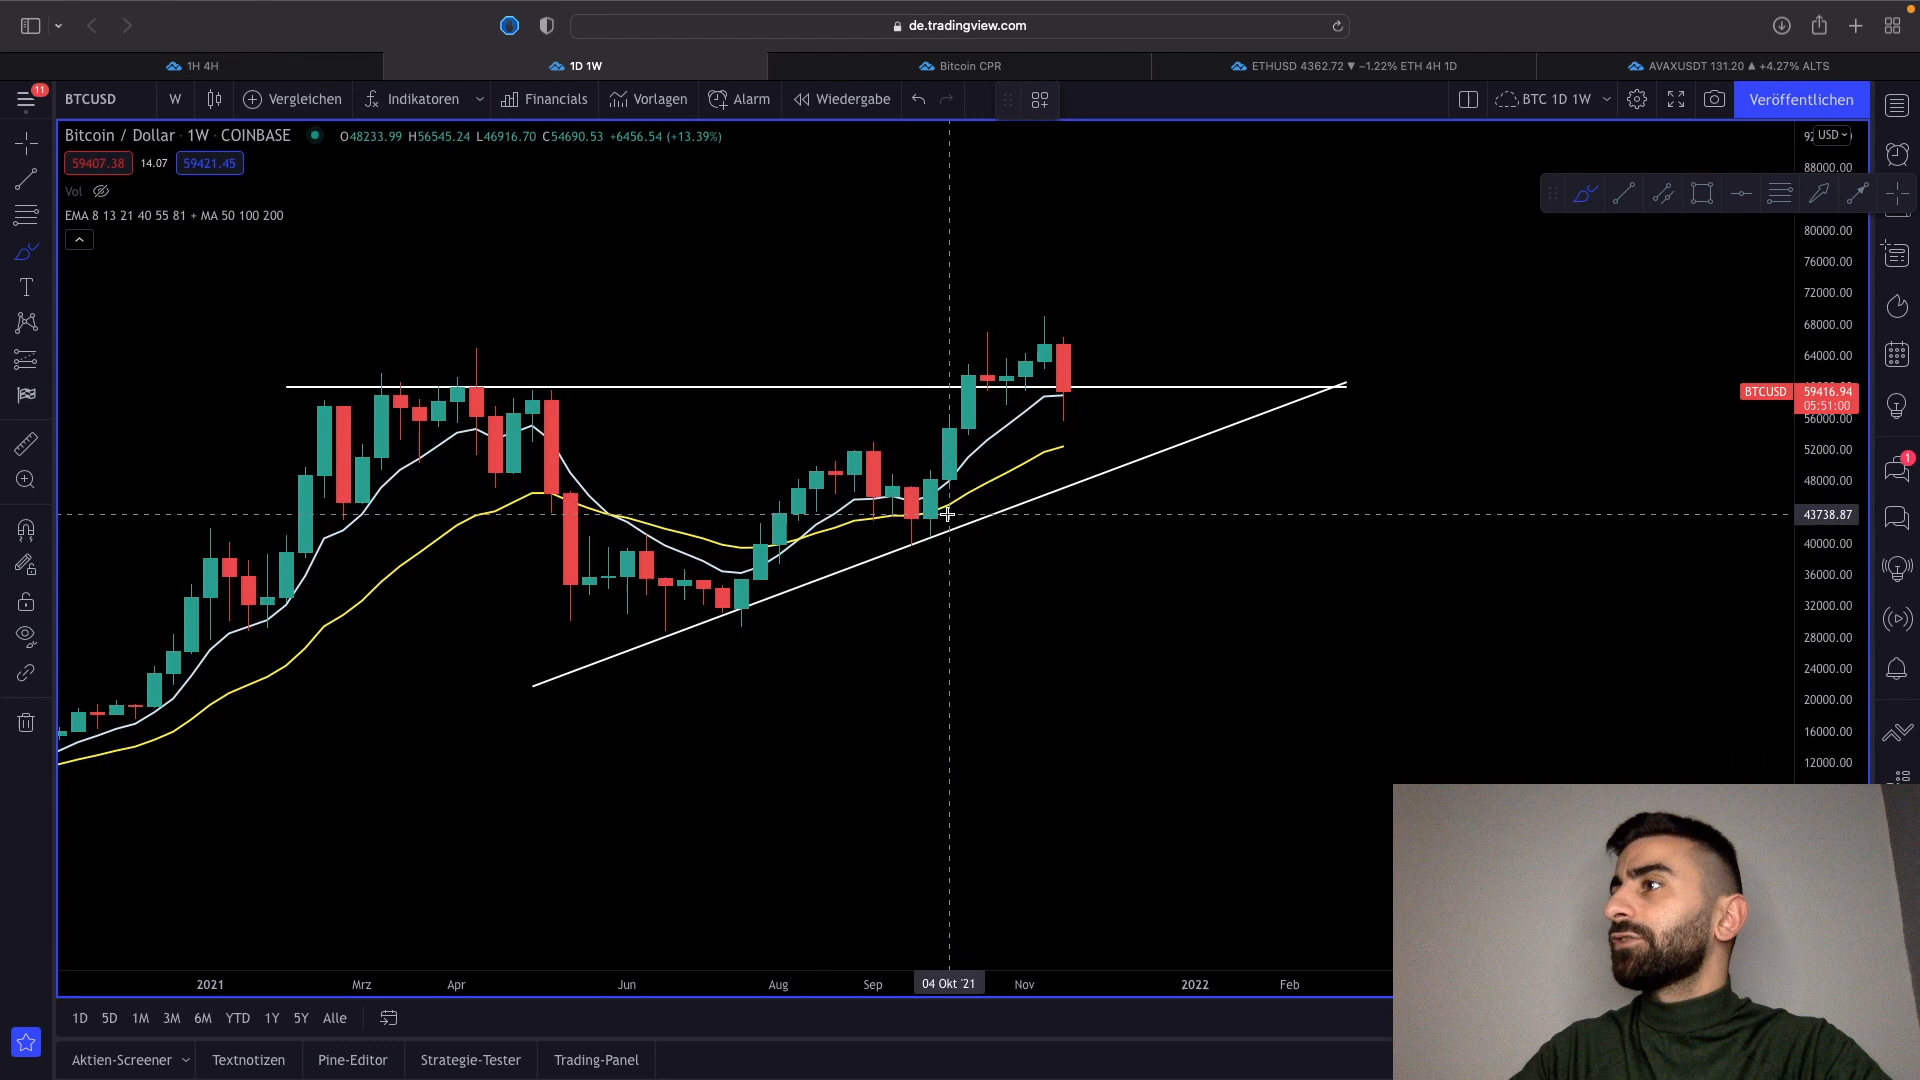 de.tradingview.com
1H 4H
1D 1W
Bitcoin CPR
ETHUSD 4362.72 ▼ −1.22% ETH 4H 1D
AVAXUSDT 131.20 ▲ +4.27% ALTS
11
BTCUSD W Vergleichen Indikatoren Financials Vorlagen Alarm Wiedergabe BTC 1D 1W Veröffentlichen
Bitcoin / Dollar · 1W · COINBASE O48233.99 H56545.24 L46916.70 C54690.53 +6456.54 (+13.39%)
USD
59407.38 14.07 59421.45
Vol
EMA 8 13 21 40 55 81 + MA 50 100 200
88000.00
80000.00
76000.00
72000.00
68000.00
64000.00
BTCUSD 59416.94
05:51:00
56000.00
52000.00
1
48000.00
43738.87
40000.00
36000.00
32000.00
28000.00
24000.00
20000.00
16000.00
12000.00
2021 Mrz Apr Jun Aug Sep 04 Okt '21 Nov 2022 Feb
1D 5D 1M 3M 6M YTD 1Y 5Y Alle
Aktien-Screener Textnotizen Pine-Editor Strategie-Tester Trading-Panel